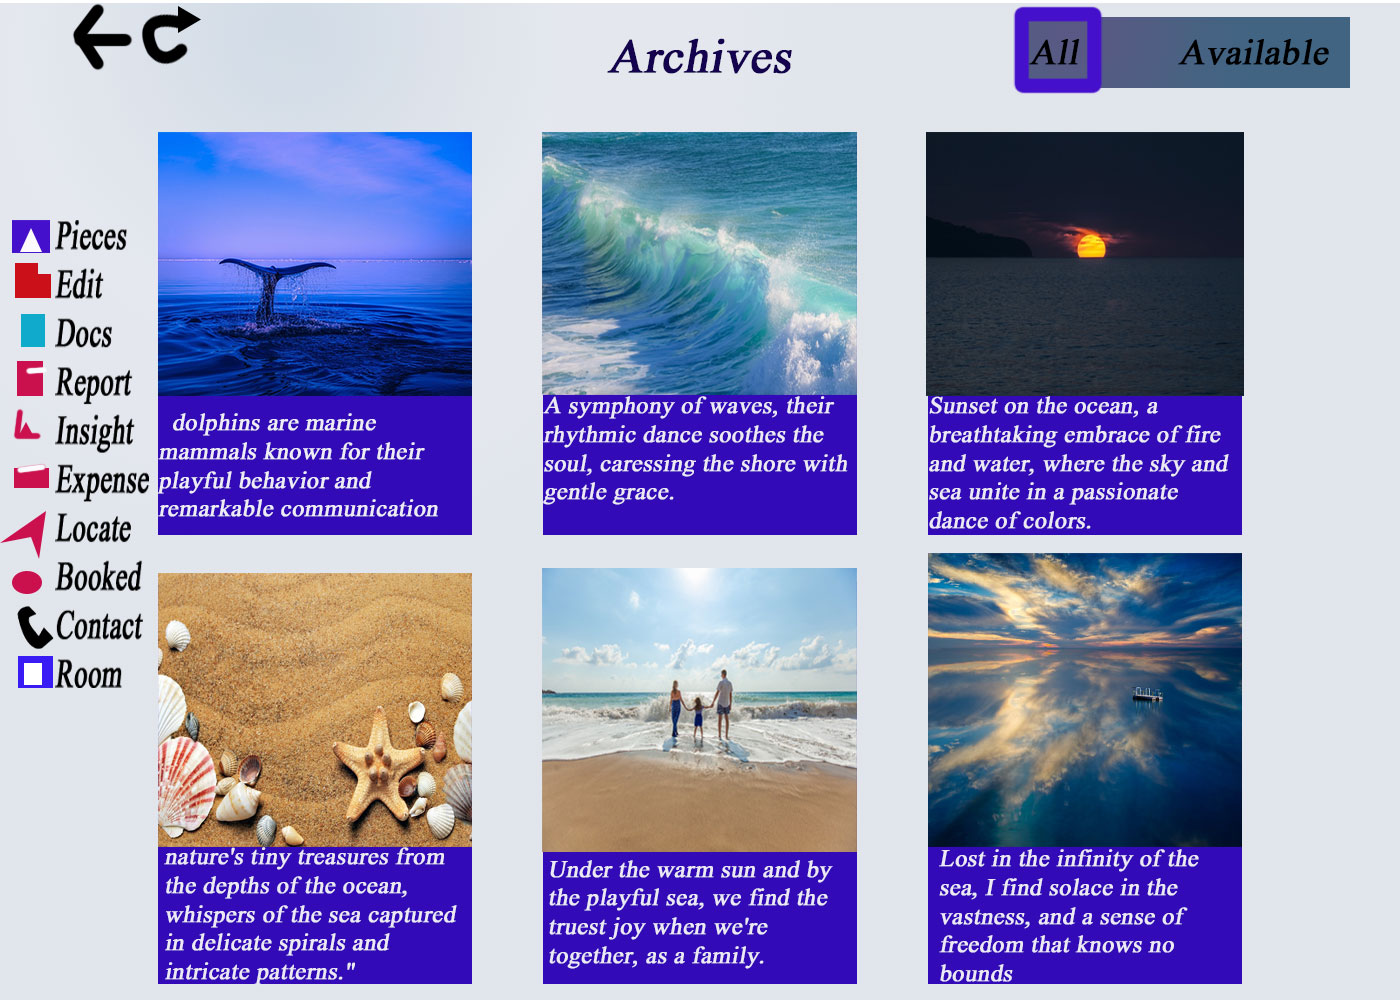 Archives
All
Available
Pieces
Edit
Docs
Report
Insight
Expense
Locate
Booked
Contact
Room
dolphins are marine
mammals known for their
playful behavior and
remarkable communication
A symphony of waves, their
rhythmic dance soothes the
soul, caressing the shore with
gentle grace.
Sunset on the ocean, a
breathtaking embrace of fire
and water, where the sky and
sea unite in a passionate
dance of colors.
nature's tiny treasures from
the depths of the ocean,
whispers of the sea captured
in delicate spirals and
intricate patterns."
Under the warm sun and by
the playful sea, we find the
truest joy when we're
together, as a family.
Lost in the infinity of the
sea, I find solace in the
vastness, and a sense of
freedom that knows no
bounds